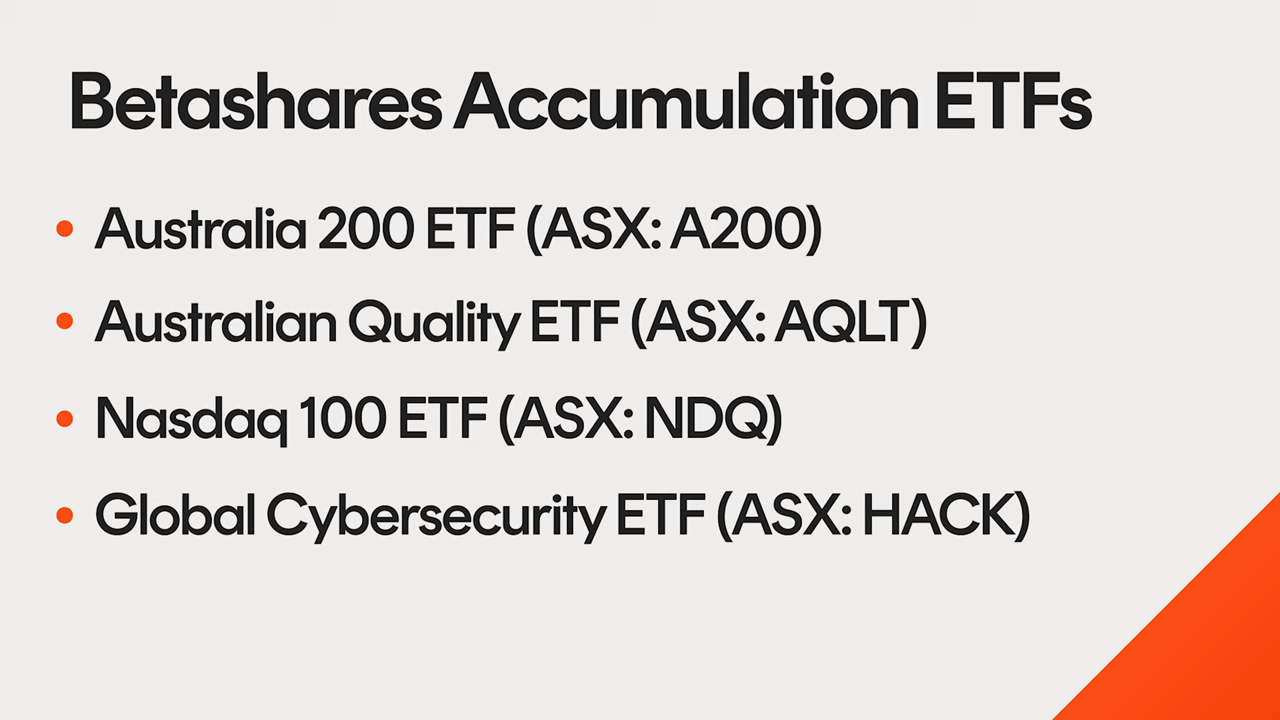 Betashares Accumulation ETFs
• Australia 200 ETF (ASX: A200)
• Australian Quality ETF (ASX: AQLT)
• Nasdaq 100 ETF (ASX: NDQ)
• Global Cybersecurity ETF (ASX: HACK)